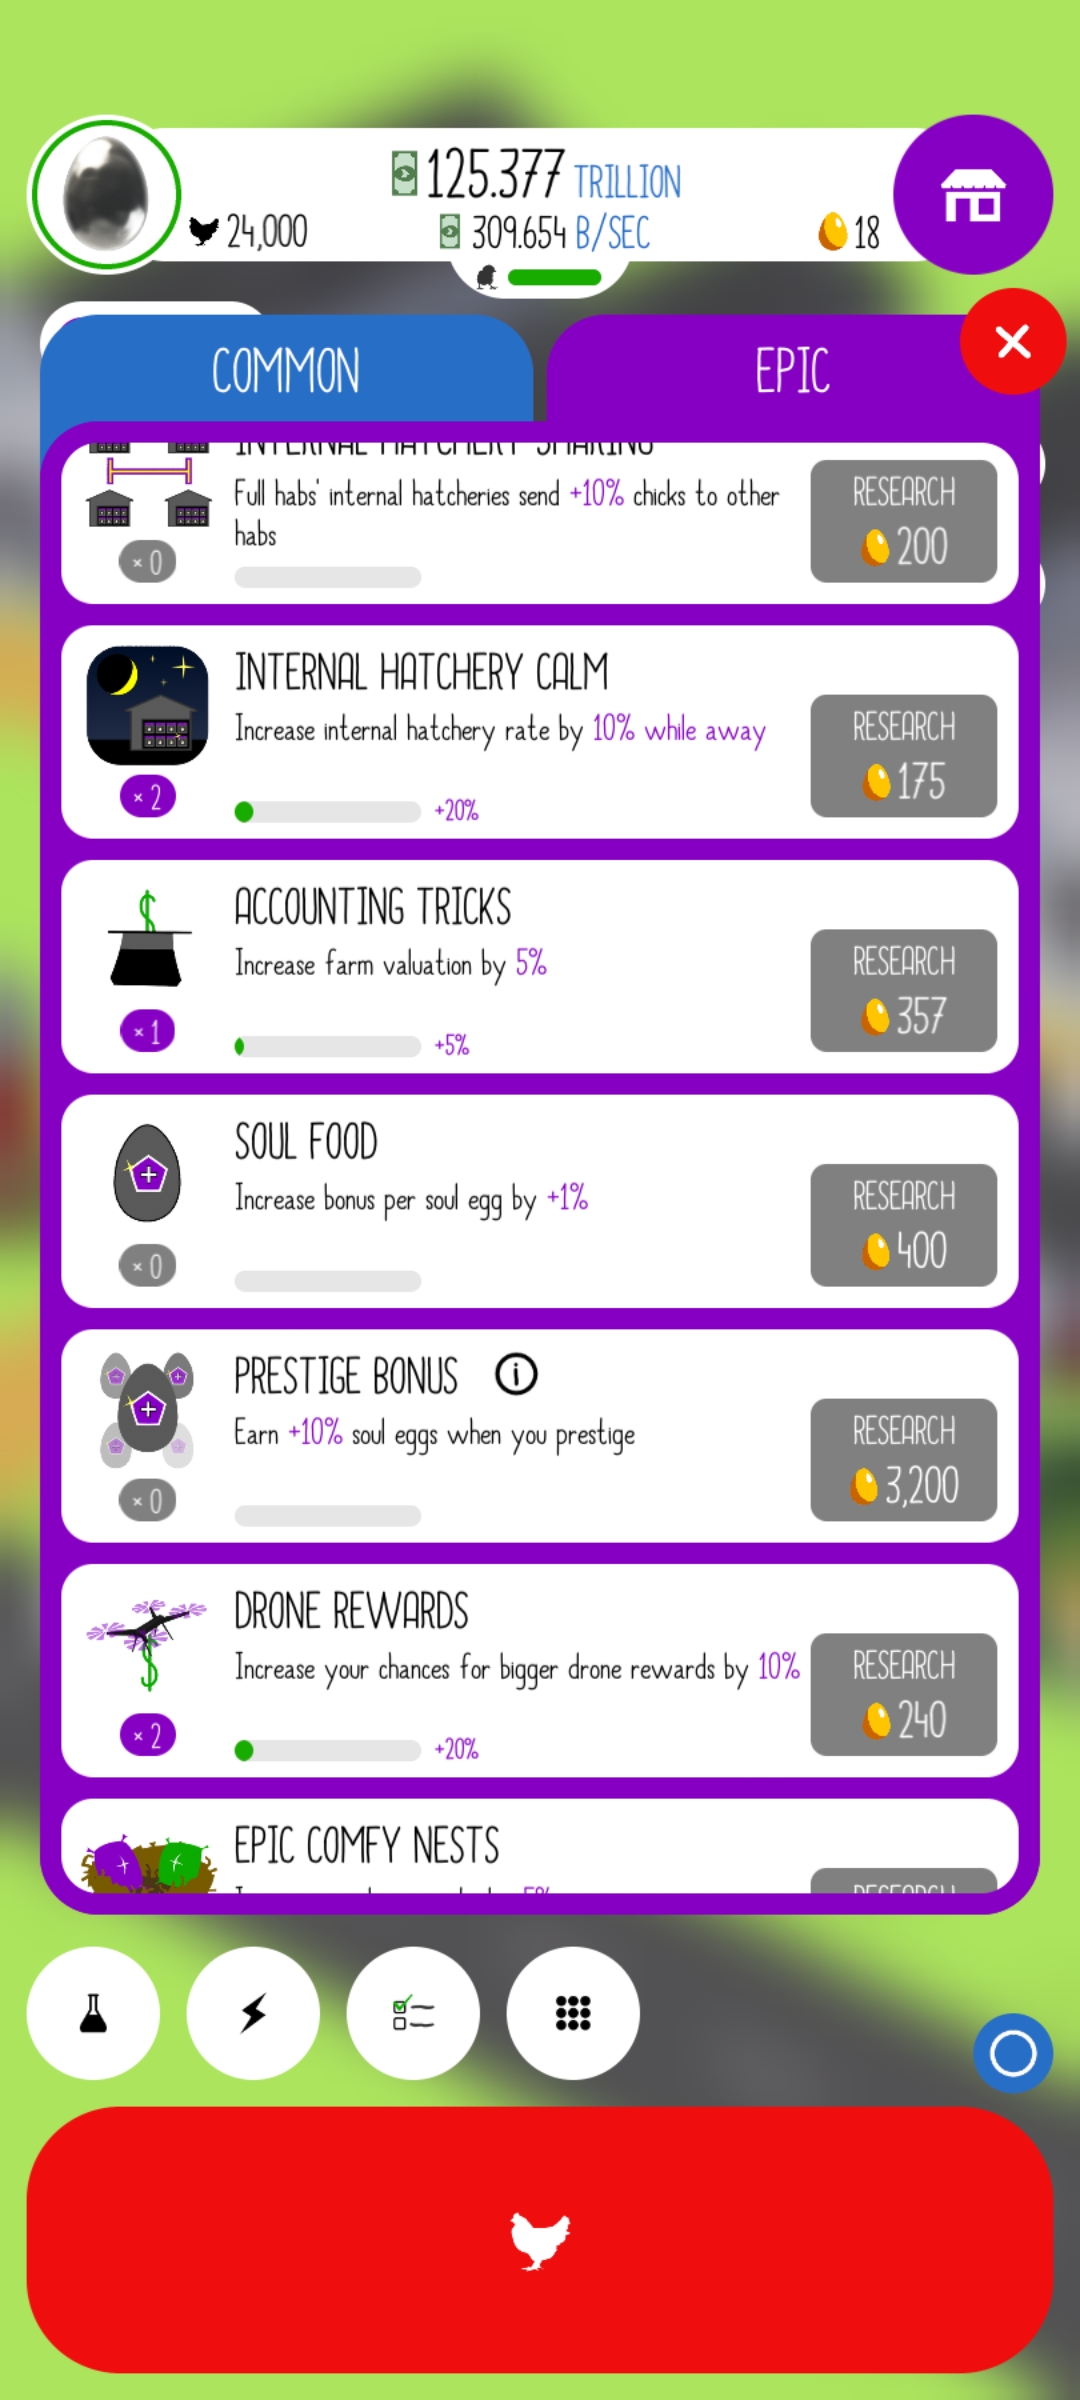 125.377 TRILLION
24,000
309.654 B/SEC
18
COMMON
EPIC
INTERNAL HATCHERY SHARING
Full habs' internal hatcheries send +10% chicks to other
habs
× 0
RESEARCH
200
INTERNAL HATCHERY CALM
Increase internal hatchery rate by 10% while away
× 2
+20%
RESEARCH
175
ACCOUNTING TRICKS
Increase farm valuation by 5%
× 1
+5%
RESEARCH
357
SOUL FOOD
Increase bonus per soul egg by +1%
× 0
RESEARCH
400
PRESTIGE BONUS i
Earn +10% soul eggs when you prestige
× 0
RESEARCH
3,200
DRONE REWARDS
Increase your chances for bigger drone rewards by 10%
× 2
+20%
RESEARCH
240
EPIC COMFY NESTS
5%
RESEARCH